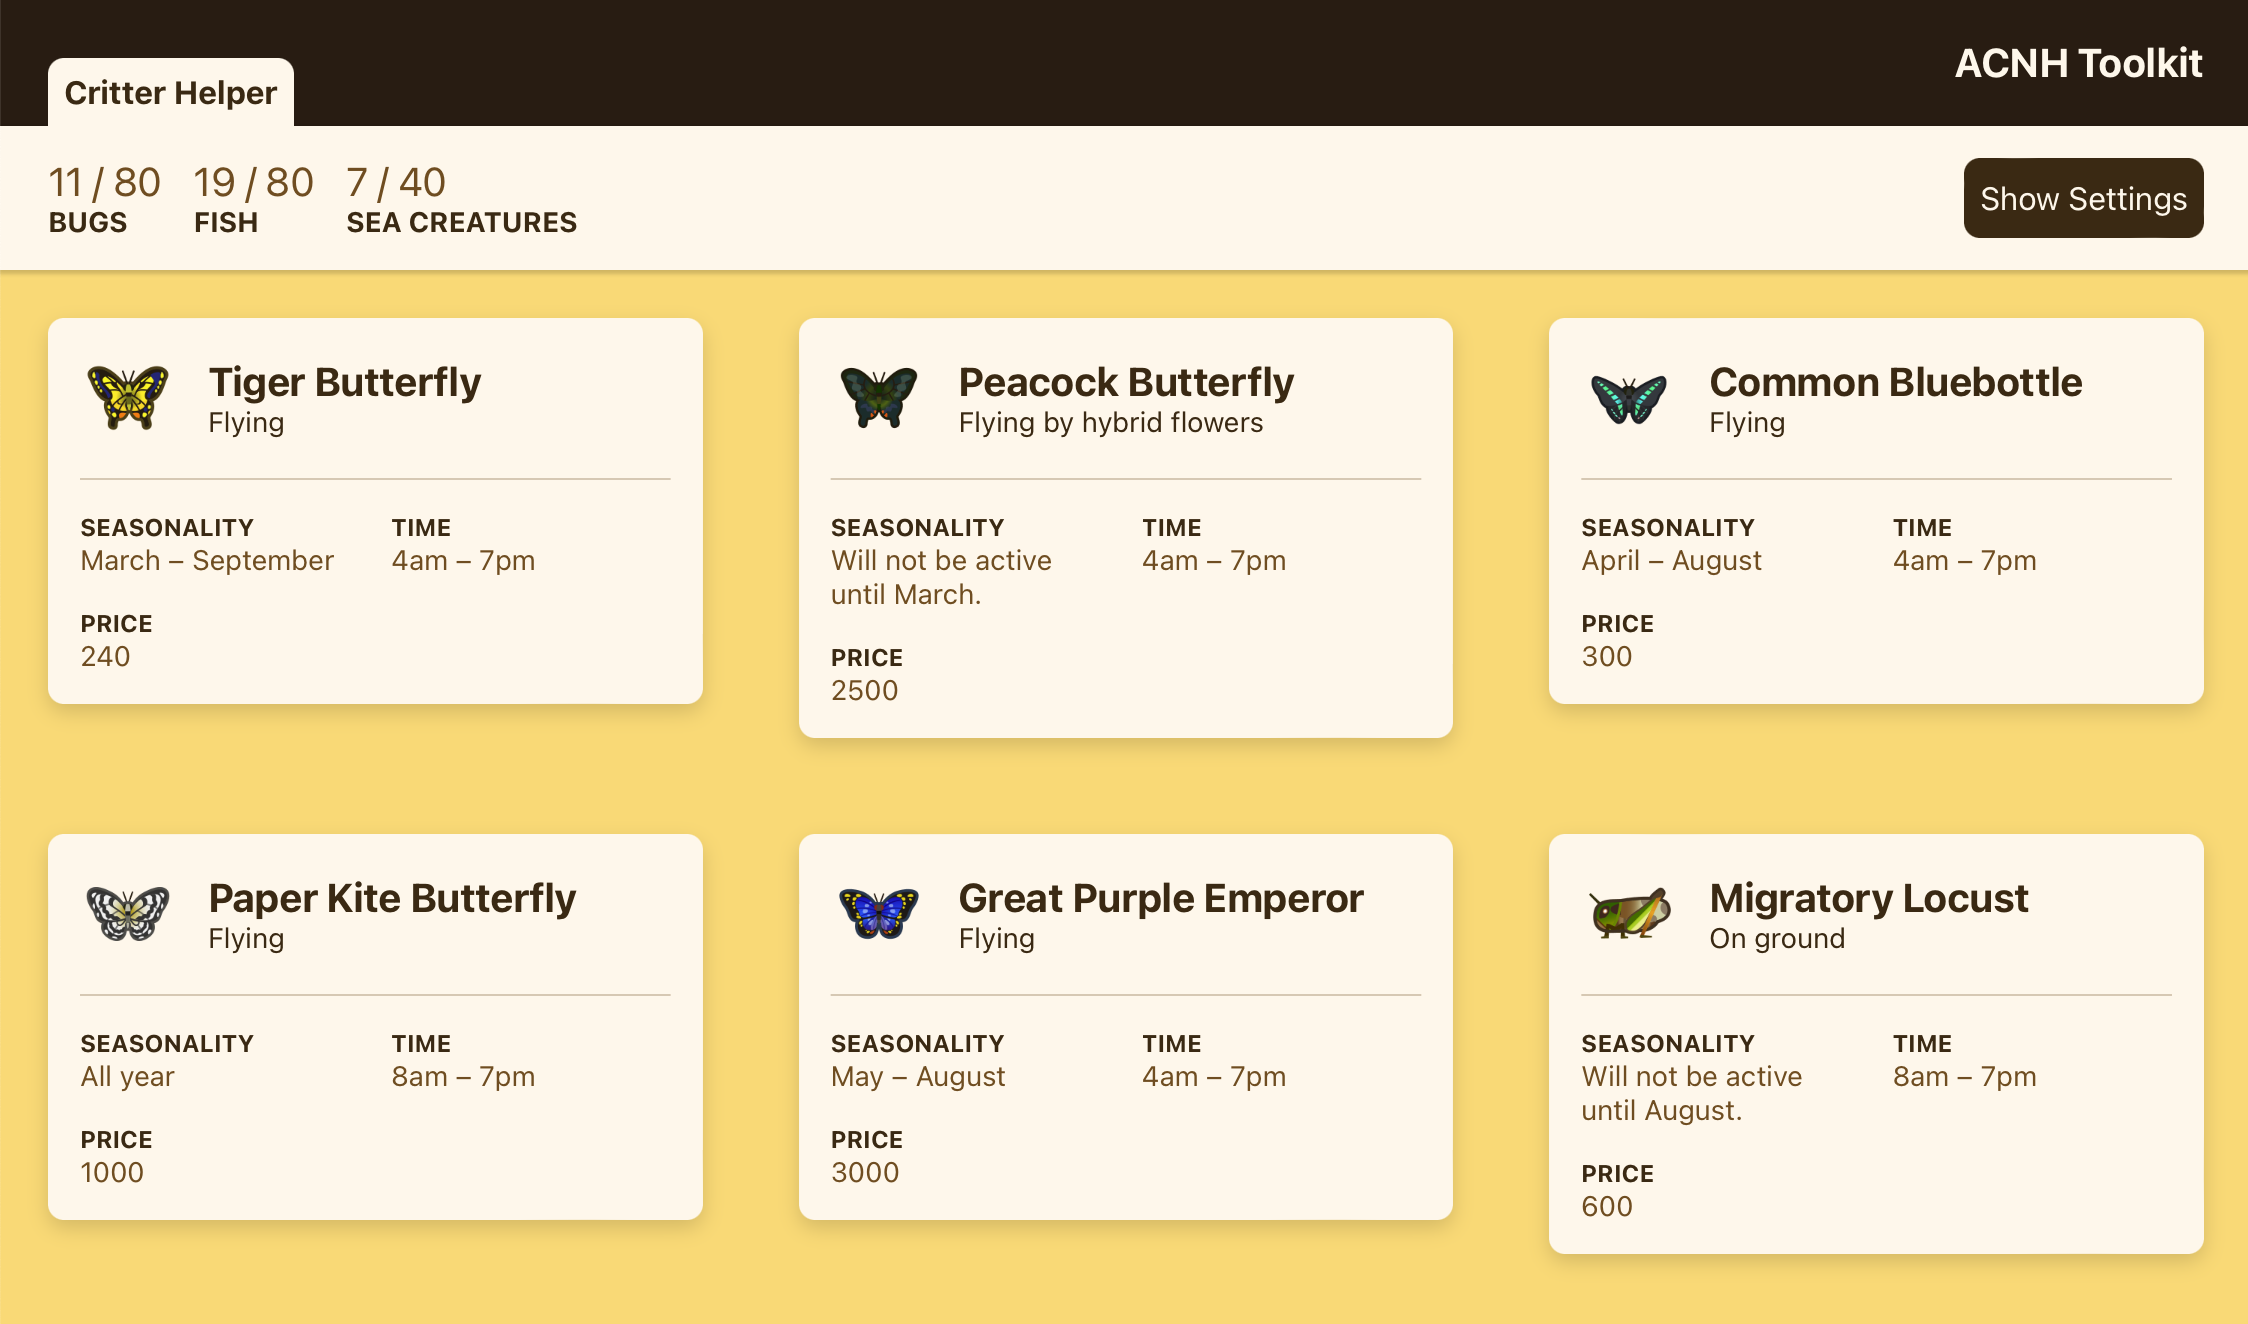 Critter Helper
ACNH Toolkit
11 / 80
BUGS
19 / 80
FISH
7 / 40
SEA CREATURES
Show Settings
Tiger Butterfly
Flying
SEASONALITY
March – September
TIME
4am – 7pm
PRICE
240
Peacock Butterfly
Flying by hybrid flowers
SEASONALITY
Will not be active
until March.
TIME
4am – 7pm
PRICE
2500
Common Bluebottle
Flying
SEASONALITY
April – August
TIME
4am – 7pm
PRICE
300
Paper Kite Butterfly
Flying
SEASONALITY
All year
TIME
8am – 7pm
PRICE
1000
Great Purple Emperor
Flying
SEASONALITY
May – August
TIME
4am – 7pm
PRICE
3000
Migratory Locust
On ground
SEASONALITY
Will not be active
until August.
TIME
8am – 7pm
PRICE
600